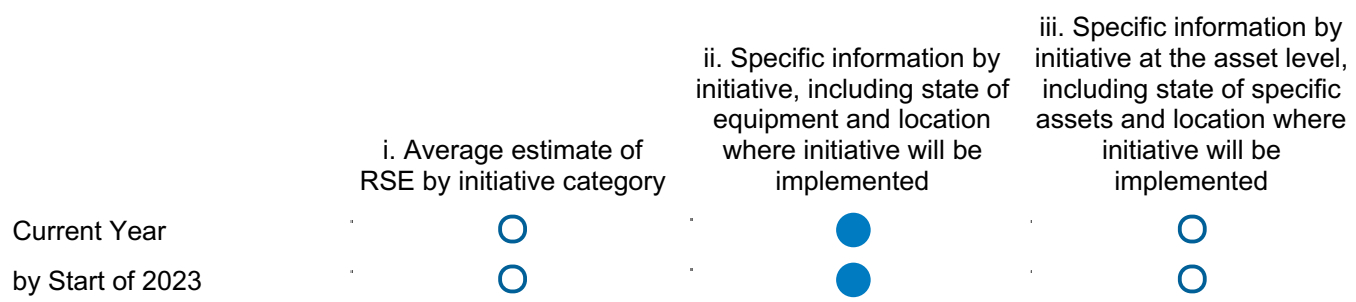 i. Average estimate of
RSE by initiative category
ii. Specific information by
initiative, including state of
equipment and location
where initiative will be
implemented
iii. Specific information by
initiative at the asset level,
including state of specific
assets and location where
initiative will be
implemented
Current Year
by Start of 2023